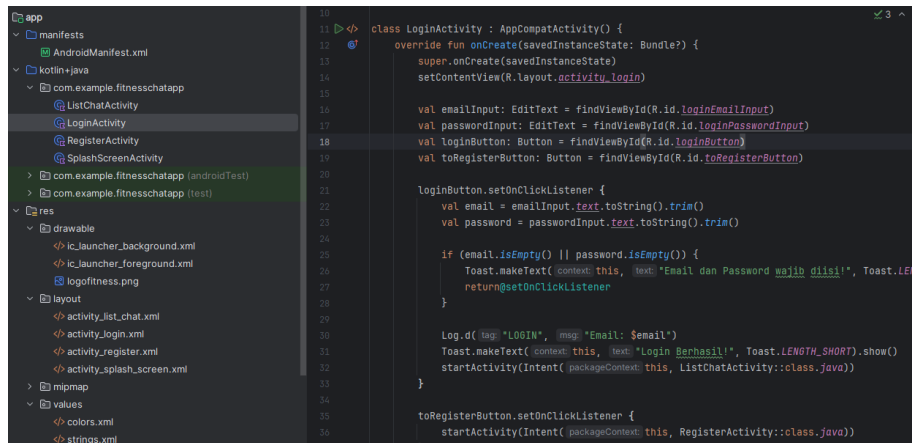 app
manifests
AndroidManifest.xml
kotlin+java
com.example.fitnesschatapp
ListChatActivity
LoginActivity
RegisterActivity
SplashScreenActivity
com.example.fitnesschatapp (androidTest)
com.example.fitnesschatapp (test)
res
drawable
ic_launcher_background.xml
ic_launcher_foreground.xml
logofitness.png
layout
activity_list_chat.xml
activity_login.xml
activity_register.xml
activity_splash_screen.xml
mipmap
values
colors.xml
strings.xml
3
10
11 class LoginActivity : AppCompatActivity() {
12 override fun onCreate(savedInstanceState: Bundle?) {
13 super.onCreate(savedInstanceState)
14 setContentView(R.layout.activity_login)
15
16 val emailInput: EditText = findViewById(R.id.loginEmailInput)
17 val passwordInput: EditText = findViewById(R.id.loginPasswordInput)
18 val loginButton: Button = findViewById(R.id.loginButton)
19 val toRegisterButton: Button = findViewById(R.id.toRegisterButton)
20
21 loginButton.setOnClickListener {
22 val email = emailInput.text.toString().trim()
23 val password = passwordInput.text.toString().trim()
24
25 if (email.isEmpty() || password.isEmpty()) {
26 Toast.makeText( context: this, text: "Email dan Password wajib diisi!", Toast.LE
27 return@setOnClickListener
28 }
29
30 Log.d( tag: "LOGIN", msg: "Email: $email")
31 Toast.makeText( context: this, text: "Login Berhasil!", Toast.LENGTH_SHORT).show()
32 startActivity(Intent( packageContext: this, ListChatActivity::class.java))
33 }
34
35 toRegisterButton.setOnClickListener {
36 startActivity(Intent( packageContext: this, RegisterActivity::class.java))